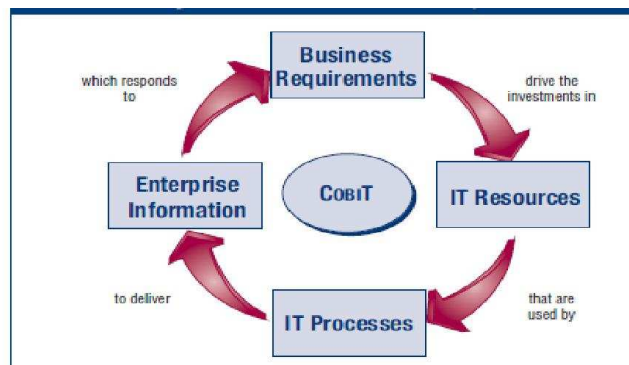 Business
Requirements
which responds
to
drive the
investments in
Enterprise
Information
COBIT
IT Resources
to deliver
IT Processes
that are
used by